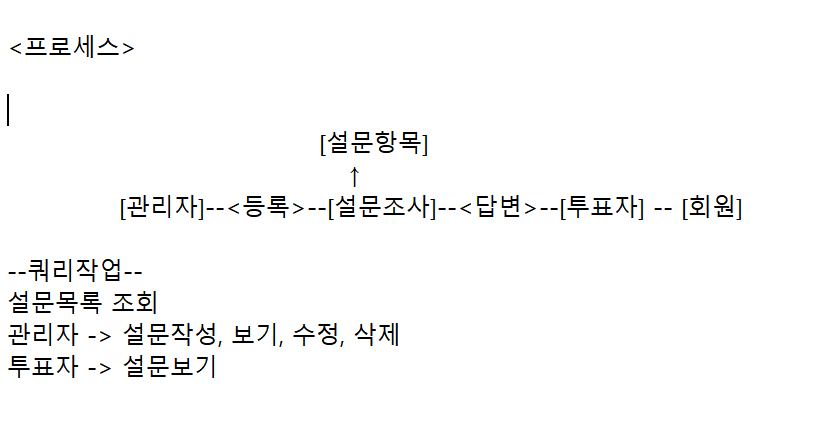 <프로세스>
[설문항목]
↑
[관리자]--<등록>--[설문조사]--<답변>--[투표자] -- [회원]
--쿼리작업--
설문목록 조회
관리자 -> 설문작성, 보기, 수정, 삭제
투표자 -> 설문보기